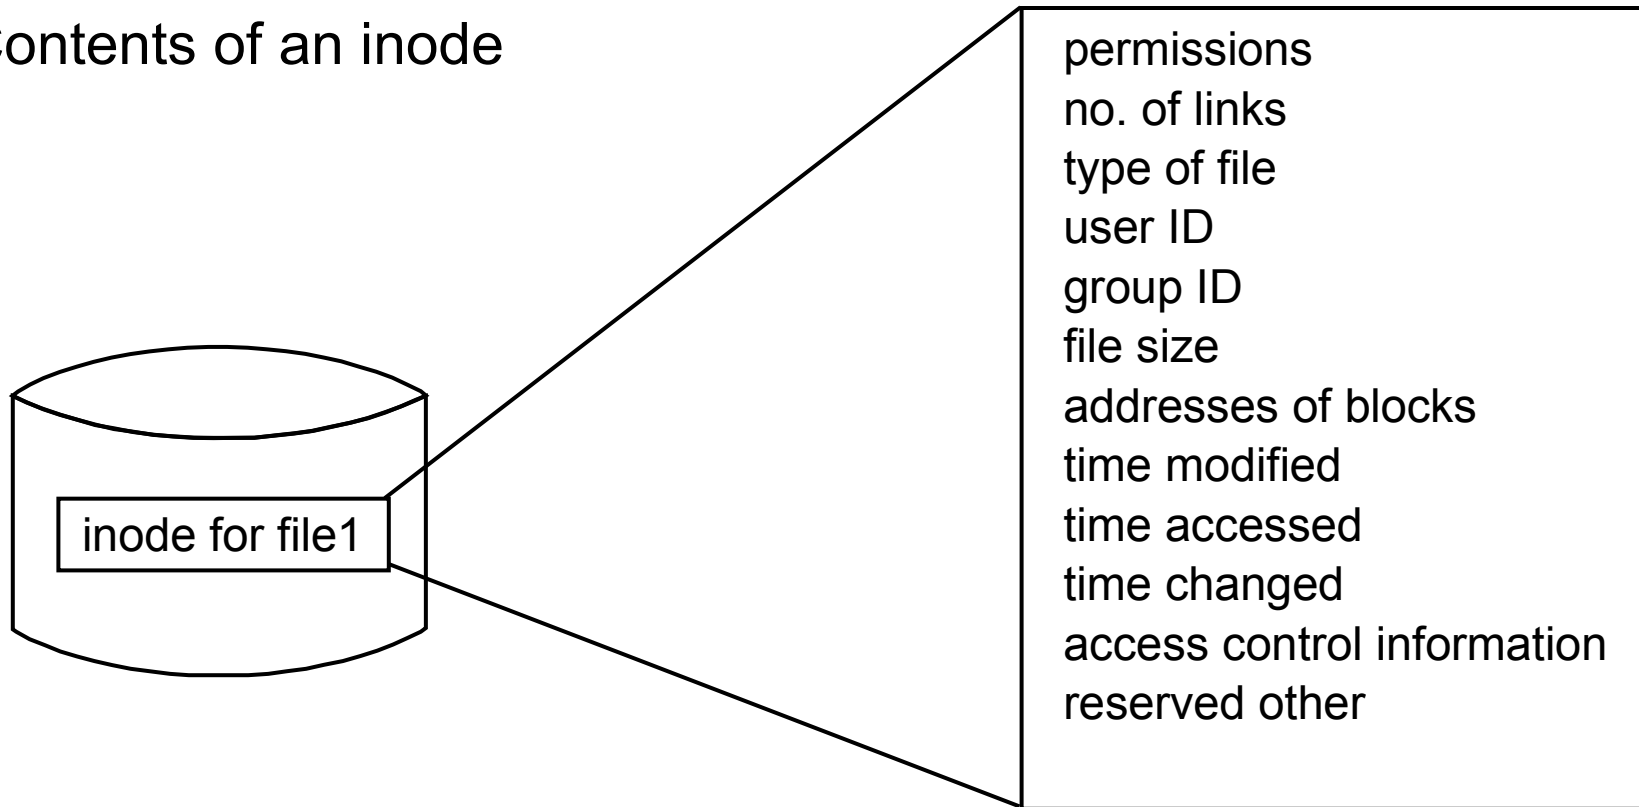 Contents of an inode
permissions
no. of links
type of file
user ID
group ID
file size
addresses of blocks
time modified
time accessed
time changed
access control information
reserved other
inode for file1